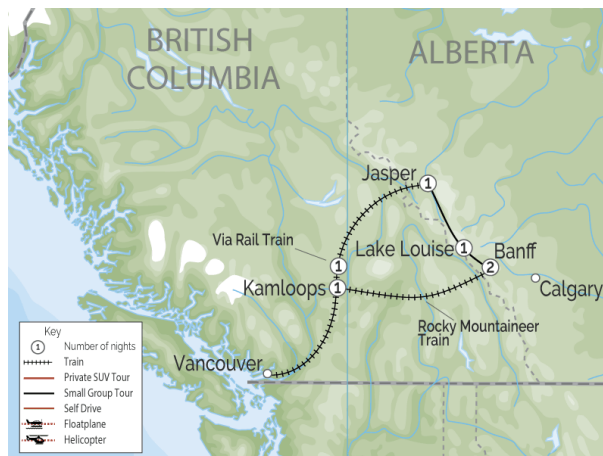 BRITISH
COLUMBIA
ALBERTA
Jasper
1
Via Rail Train
1
Lake Louise
1
Banff
2
Kamloops
1
Calgary
Rocky Mountaineer
Train
Vancouver
Key
1
Number of nights
Train
Private SUV Tour
Small Group Tour
Self Drive
Floatplane
Helicopter